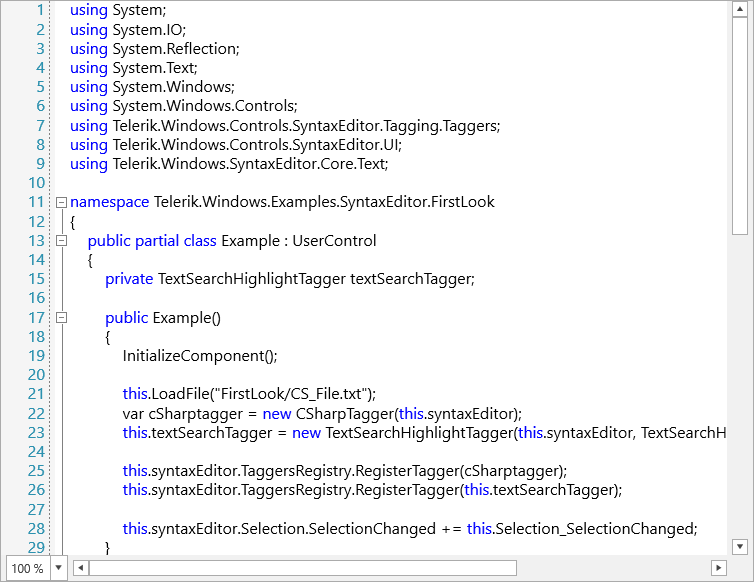 1 using System;
2 using System.IO;
3 using System.Reflection;
4 using System.Text;
5 using System.Windows;
6 using System.Windows.Controls;
7 using Telerik.Windows.Controls.SyntaxEditor.Tagging.Taggers;
8 using Telerik.Windows.Controls.SyntaxEditor.UI;
9 using Telerik.Windows.SyntaxEditor.Core.Text;
10
11 namespace Telerik.Windows.Examples.SyntaxEditor.FirstLook
12 {
13 public partial class Example : UserControl
14 {
15 private TextSearchHighlightTagger textSearchTagger;
16
17 public Example()
18 {
19 InitializeComponent();
20
21 this.LoadFile("FirstLook/CS_File.txt");
22 var cSharptagger = new CSharpTagger(this.syntaxEditor);
23 this.textSearchTagger = new TextSearchHighlightTagger(this.syntaxEditor, TextSearchH
24
25 this.syntaxEditor.TaggersRegistry.RegisterTagger(cSharptagger);
26 this.syntaxEditor.TaggersRegistry.RegisterTagger(this.textSearchTagger);
27
28 this.syntaxEditor.Selection.SelectionChanged += this.Selection_SelectionChanged;
29 }
100 %